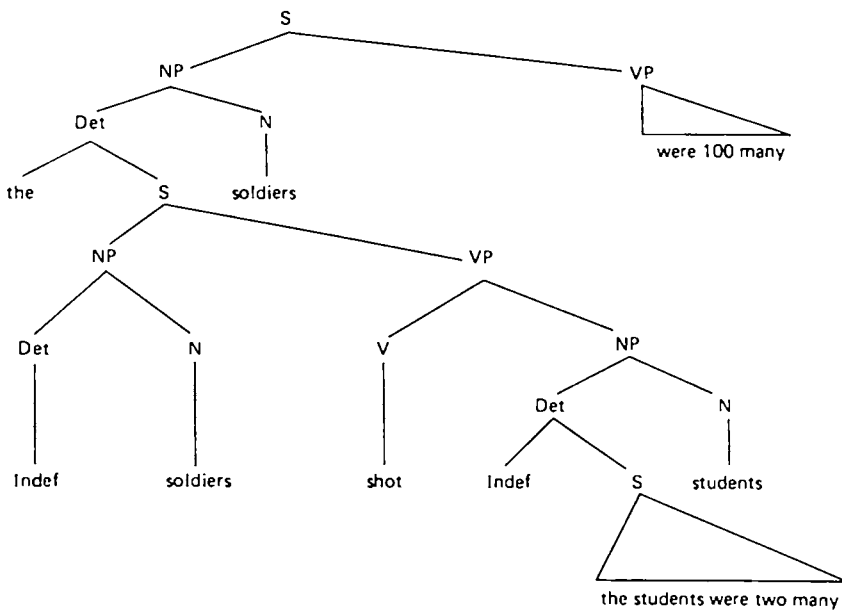 S
NP VP
Det N
were 100 many
the S soldiers
NP VP
Det N V NP
Det N
Indef soldiers shot Indef S students
the students were two many